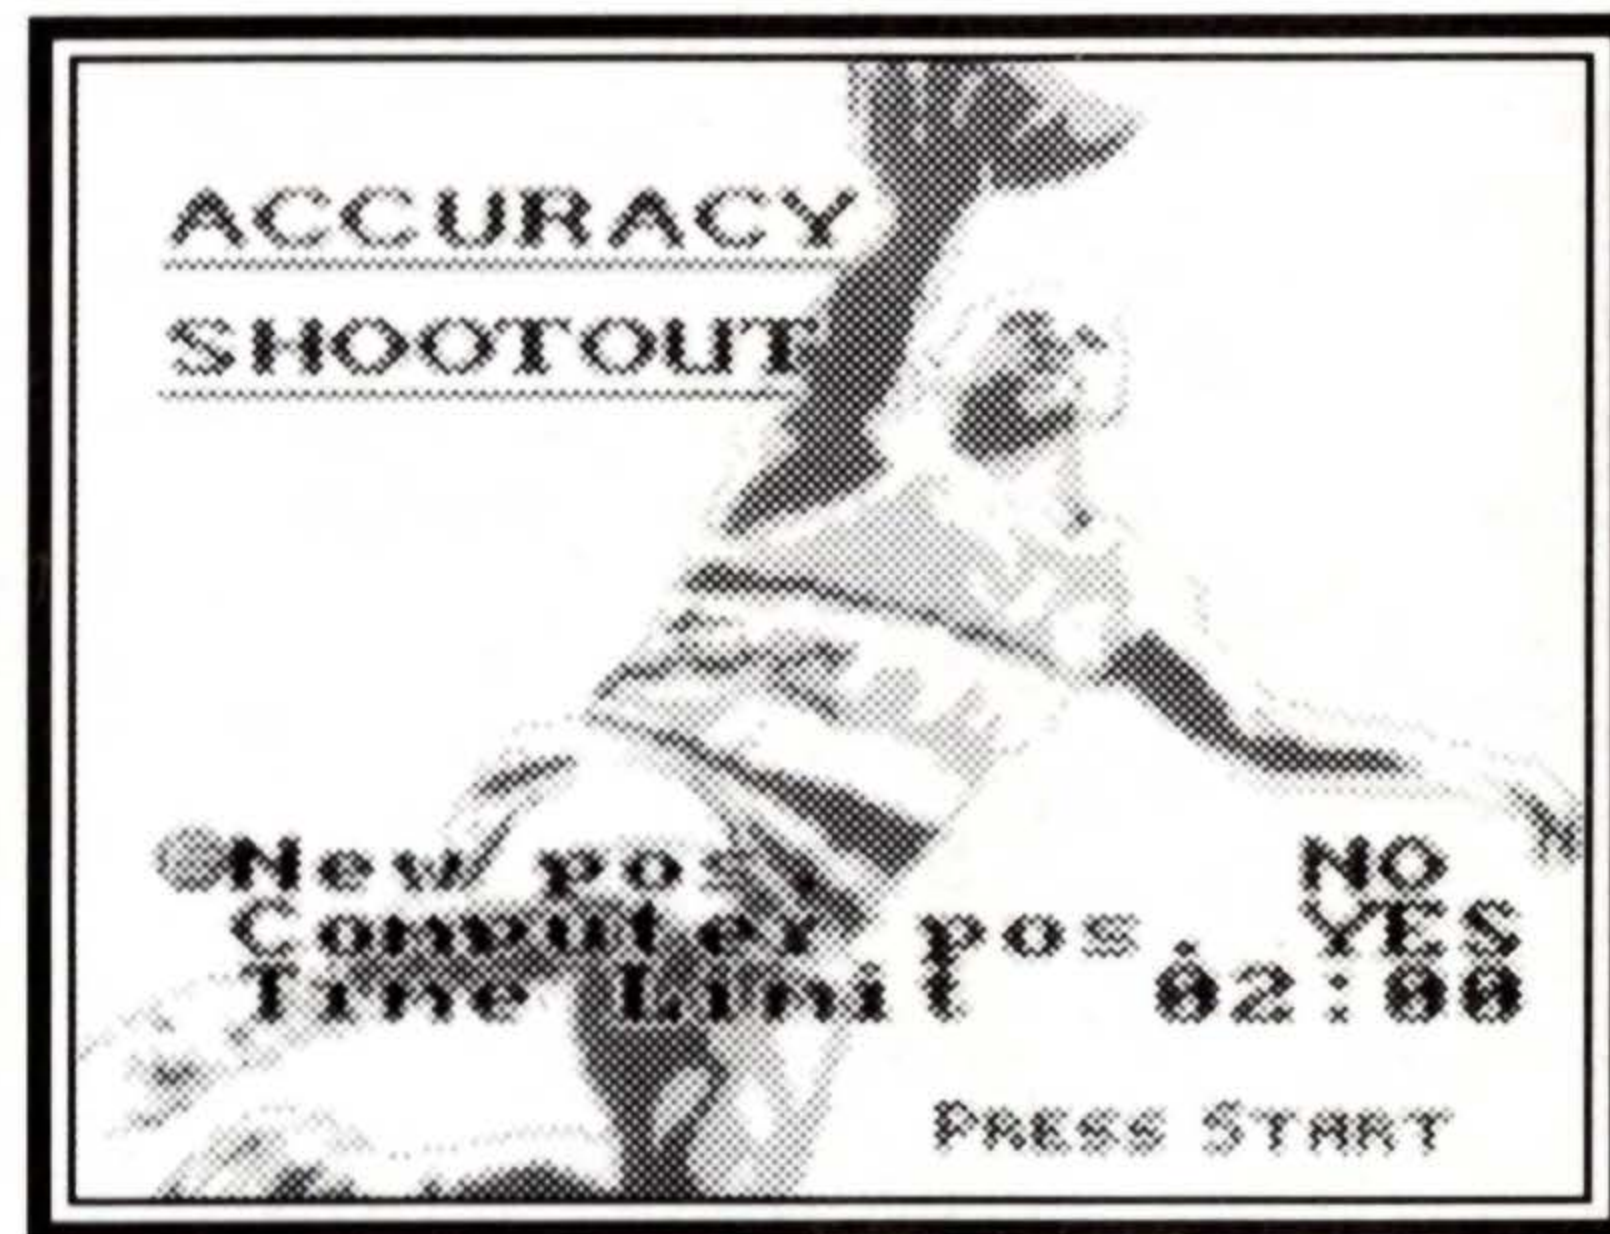 ACCURACY
SHOOTOUT
New pos. NO
Computer pos. YES
Time Limit 02:00
PRESS START